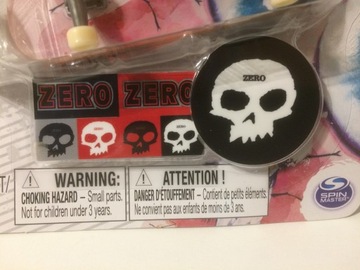 ZERO ZERO
ZERO
WARNING:
CHOKING HAZARD — Small parts.
Not for children under 3 years.
ATTENTION !
DANGER D'ÉTOUFFEMENT – Contient de petits éléments.
Ne convient pas aux enfants de moins de 3 ans.
SPIN
MASTER